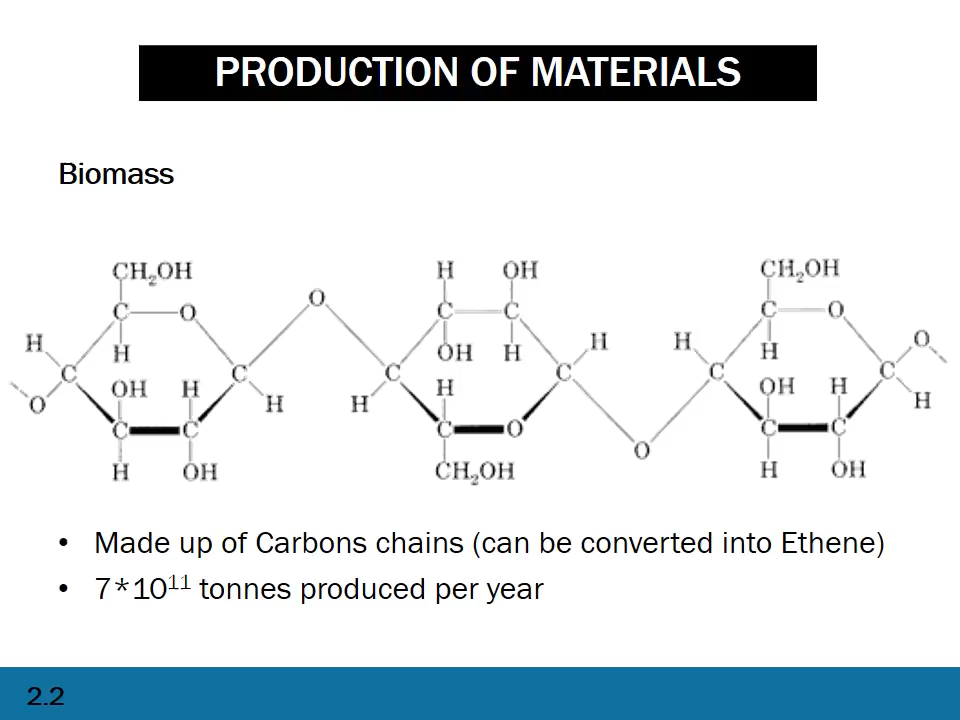 PRODUCTION OF MATERIALS
Biomass
CH₂OH H OH CH₂OH
O
C O C C C O
H H OH H H H H O
C OH H C C H C C OH H C
O H H H
C C C O C C
O
H OH CH₂OH H OH
• Made up of Carbons chains (can be converted into Ethene)
• 7*10¹¹ tonnes produced per year
2.2